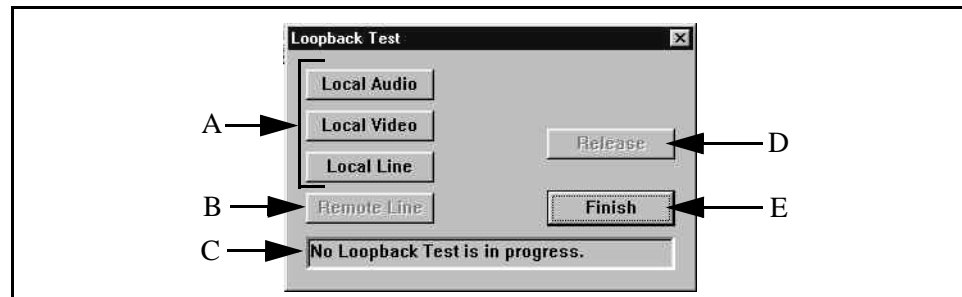 Loopback Test
Local Audio
A
Local Video
Release
D
Local Line
B
Remote Line
Finish
E
C
No Loopback Test is in progress.